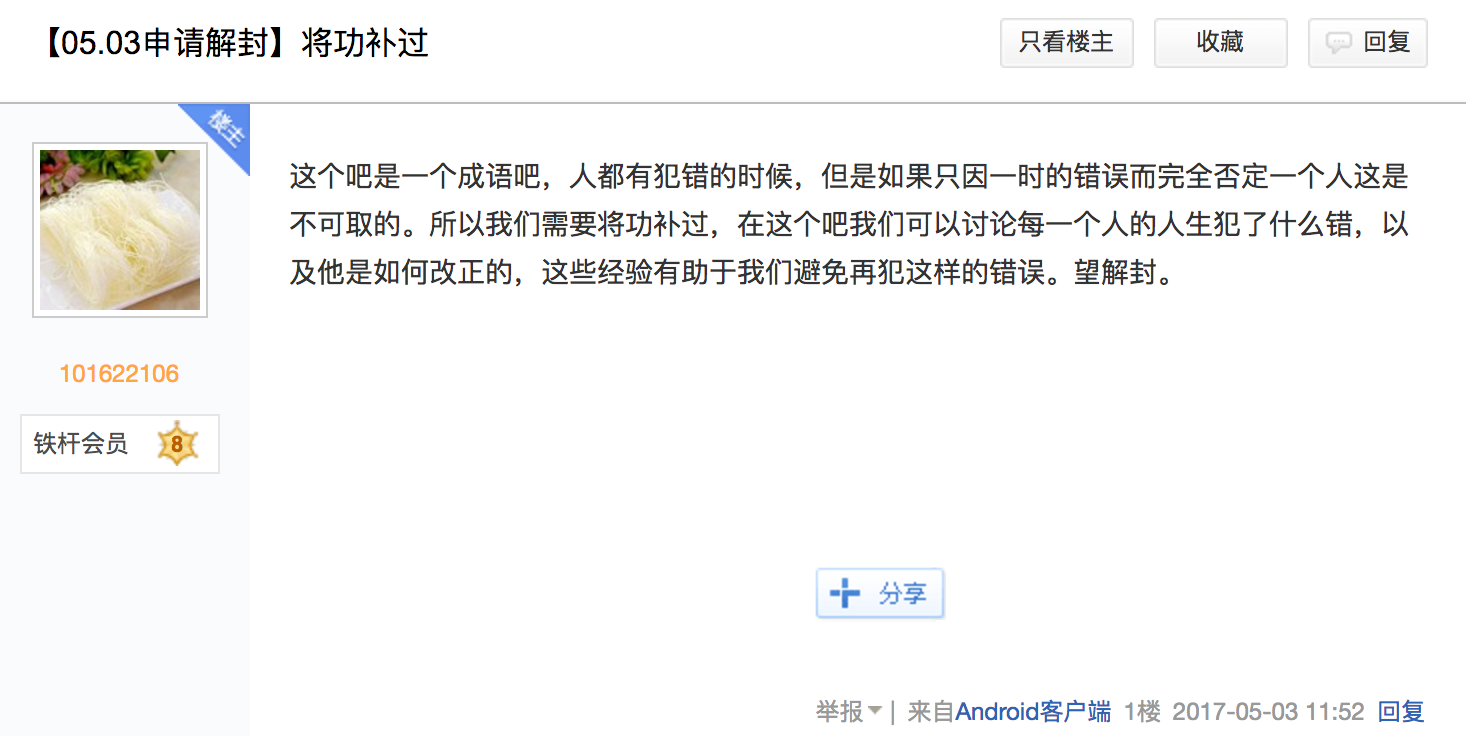 【05.03申请解封】将功补过
只看楼主
收藏
回复
楼主
101622106
铁杆会员 8
这个吧是一个成语吧，人都有犯错的时候，但是如果只因一时的错误而完全否定一个人这是
不可取的。所以我们需要将功补过，在这个吧我们可以讨论每一个人的人生犯了什么错，以
及他是如何改正的，这些经验有助于我们避免再犯这样的错误。望解封。
分享
举报 | 来自Android客户端 1楼 2017-05-03 11:52 回复